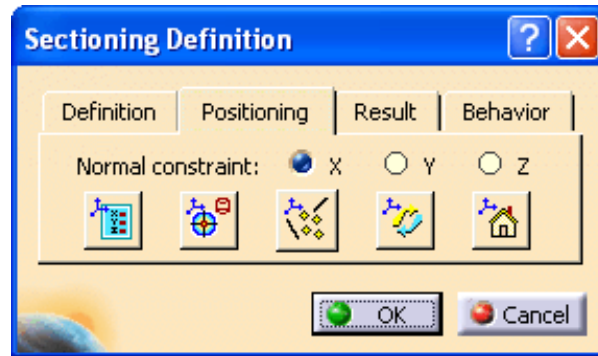 Sectioning Definition
Definition Positioning Result Behavior
Normal constraint: X Y Z
OK Cancel